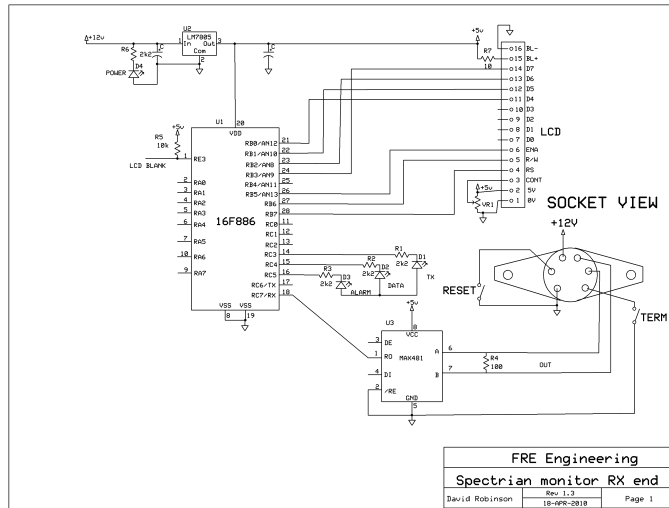 +12v
U2
LM7805
1 In Out 3
Com
2
R6
2k2
C
C
D4
POWER
+5v
R7
10
16 BL-
15 BL+
14 D7
13 D6
12 D5
11 D4
10 D3
9 D2
8 D1
7 D0
6 ENA
5 R/W
4 RS
3 CONT
2 5V
1 0V
LCD
+5v
VR1
+5v
R5
10k
LCD BLANK
U1
20
VDD
16F886
1 RE3
2 RA0
3 RA1
4 RA2
5 RA3
6 RA4
7 RA5
10 RA6
9 RA7
RB0/AN12 21
RB1/AN10 22
RB2/AN8 23
RB3/AN9 24
RB4/AN11 25
RB5/AN13 26
RB6 27
RB7 28
RC0 11
RC1 12
RC2 13
RC3 14
RC4 15
RC5 16
RC6/TX 17
RC7/RX 18
VSS VSS
8 19
R1
2k2
D1
TX
R2
2k2
D2
DATA
R3
2k2
D3
ALARM
SOCKET VIEW
+12V
RESET
TERM
+5v
U3
8
VCC
MAX481
3 DE
1 RO
4 DI
2 /RE
A 6
B 7
GND
5
R4
100
OUT
FRE Engineering
Spectrian monitor RX end
David Robinson
Rev 1.3
18-APR-2010
Page 1